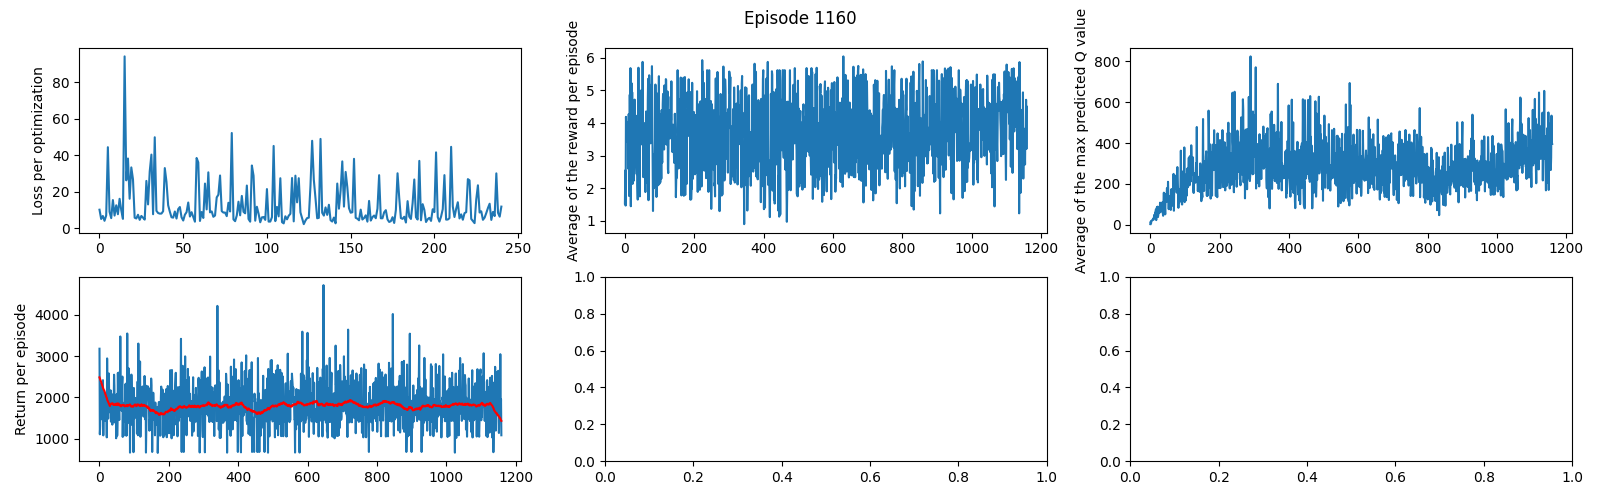 Episode 1160
Loss per optimization
80
60
40
20
0
0 50 100 150 200 250
Average of the reward per episode
6
5
4
3
2
1
0 200 400 600 800 1000 1200
Average of the max predicted Q value
800
600
400
200
0
0 200 400 600 800 1000 1200
Return per episode
4000
3000
2000
1000
0 200 400 600 800 1000 1200
1.0
0.8
0.6
0.4
0.2
0.0
0.0 0.2 0.4 0.6 0.8 1.0
1.0
0.8
0.6
0.4
0.2
0.0
0.0 0.2 0.4 0.6 0.8 1.0